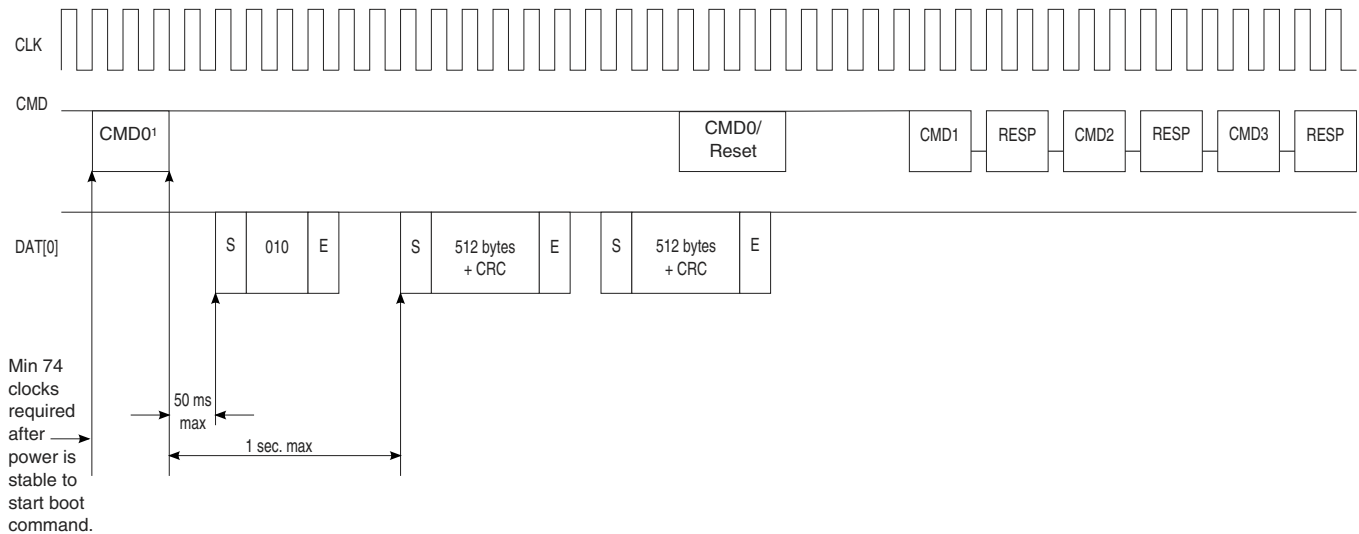 CLK
CMD
CMD0¹
CMD0/
Reset
CMD1
RESP
CMD2
RESP
CMD3
RESP
DAT[0]
S
010
E
S
512 bytes
+ CRC
E
S
512 bytes
+ CRC
E
Min 74
clocks
required
after
power is
stable to
start boot
command.
50 ms
max
1 sec. max